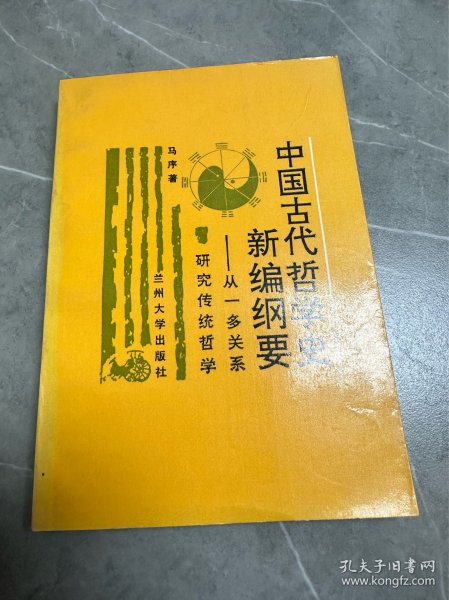 中国古代哲学史
新编纲要
——从一多关系
研究传统哲学
马序著
兰州大学出版社
孔夫子旧书网
www.kongfz.com